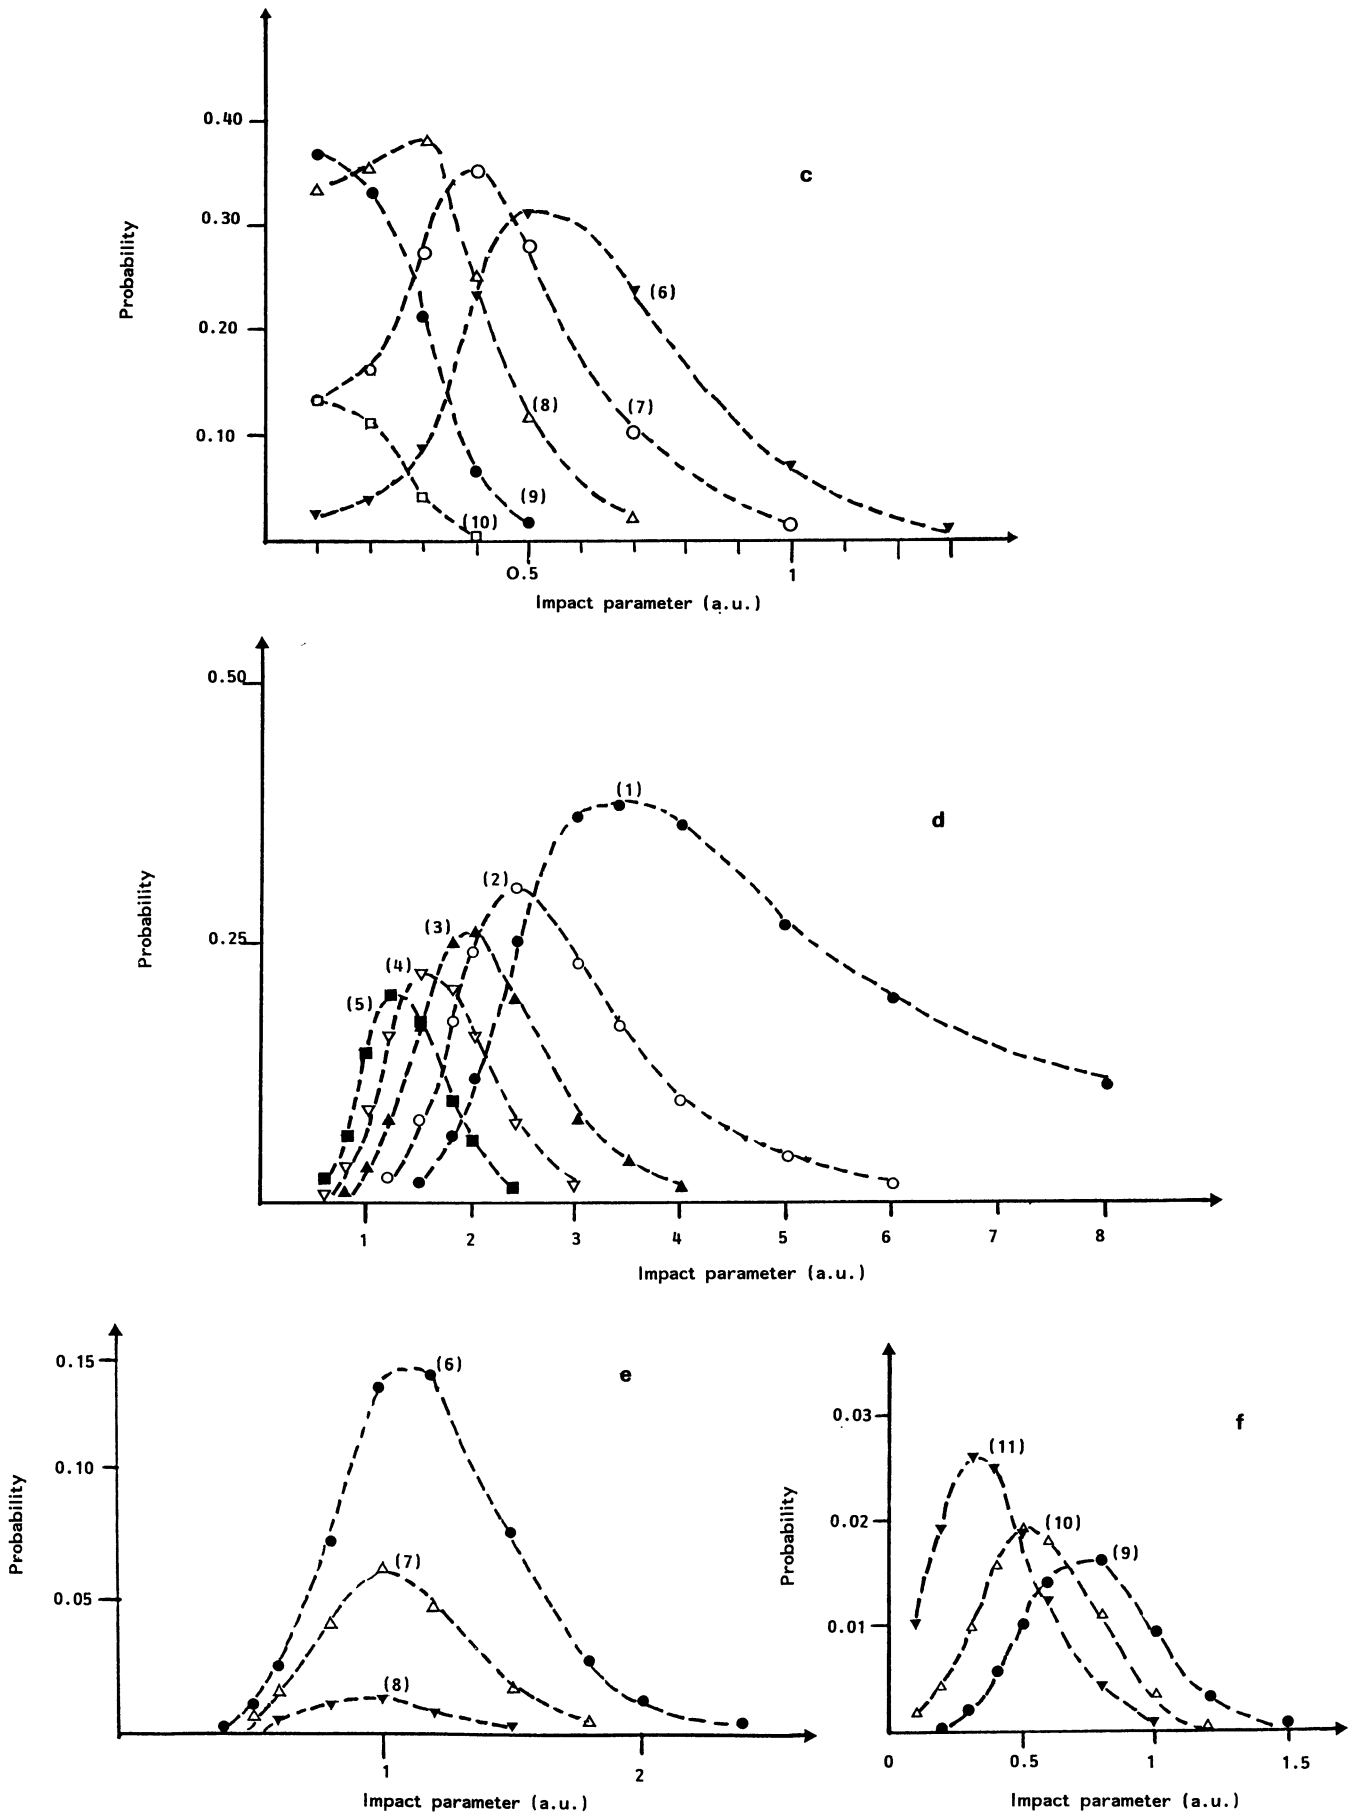 c
0.40
0.30
0.20
0.10
Probability
(6)
(7)
(8)
(9)
(10)
0.5
1
Impact parameter (a.u.)
d
0.50
0.25
Probability
(1)
(2)
(3)
(4)
(5)
1 2 3 4 5 6 7 8
Impact parameter (a.u.)
e
0.15
0.10
0.05
Probability
(6)
(7)
(8)
1 2
Impact parameter (a.u.)
f
0.03
0.02
0.01
Probability
(11)
(10)
(9)
0 0.5 1 1.5
Impact parameter (a.u.)